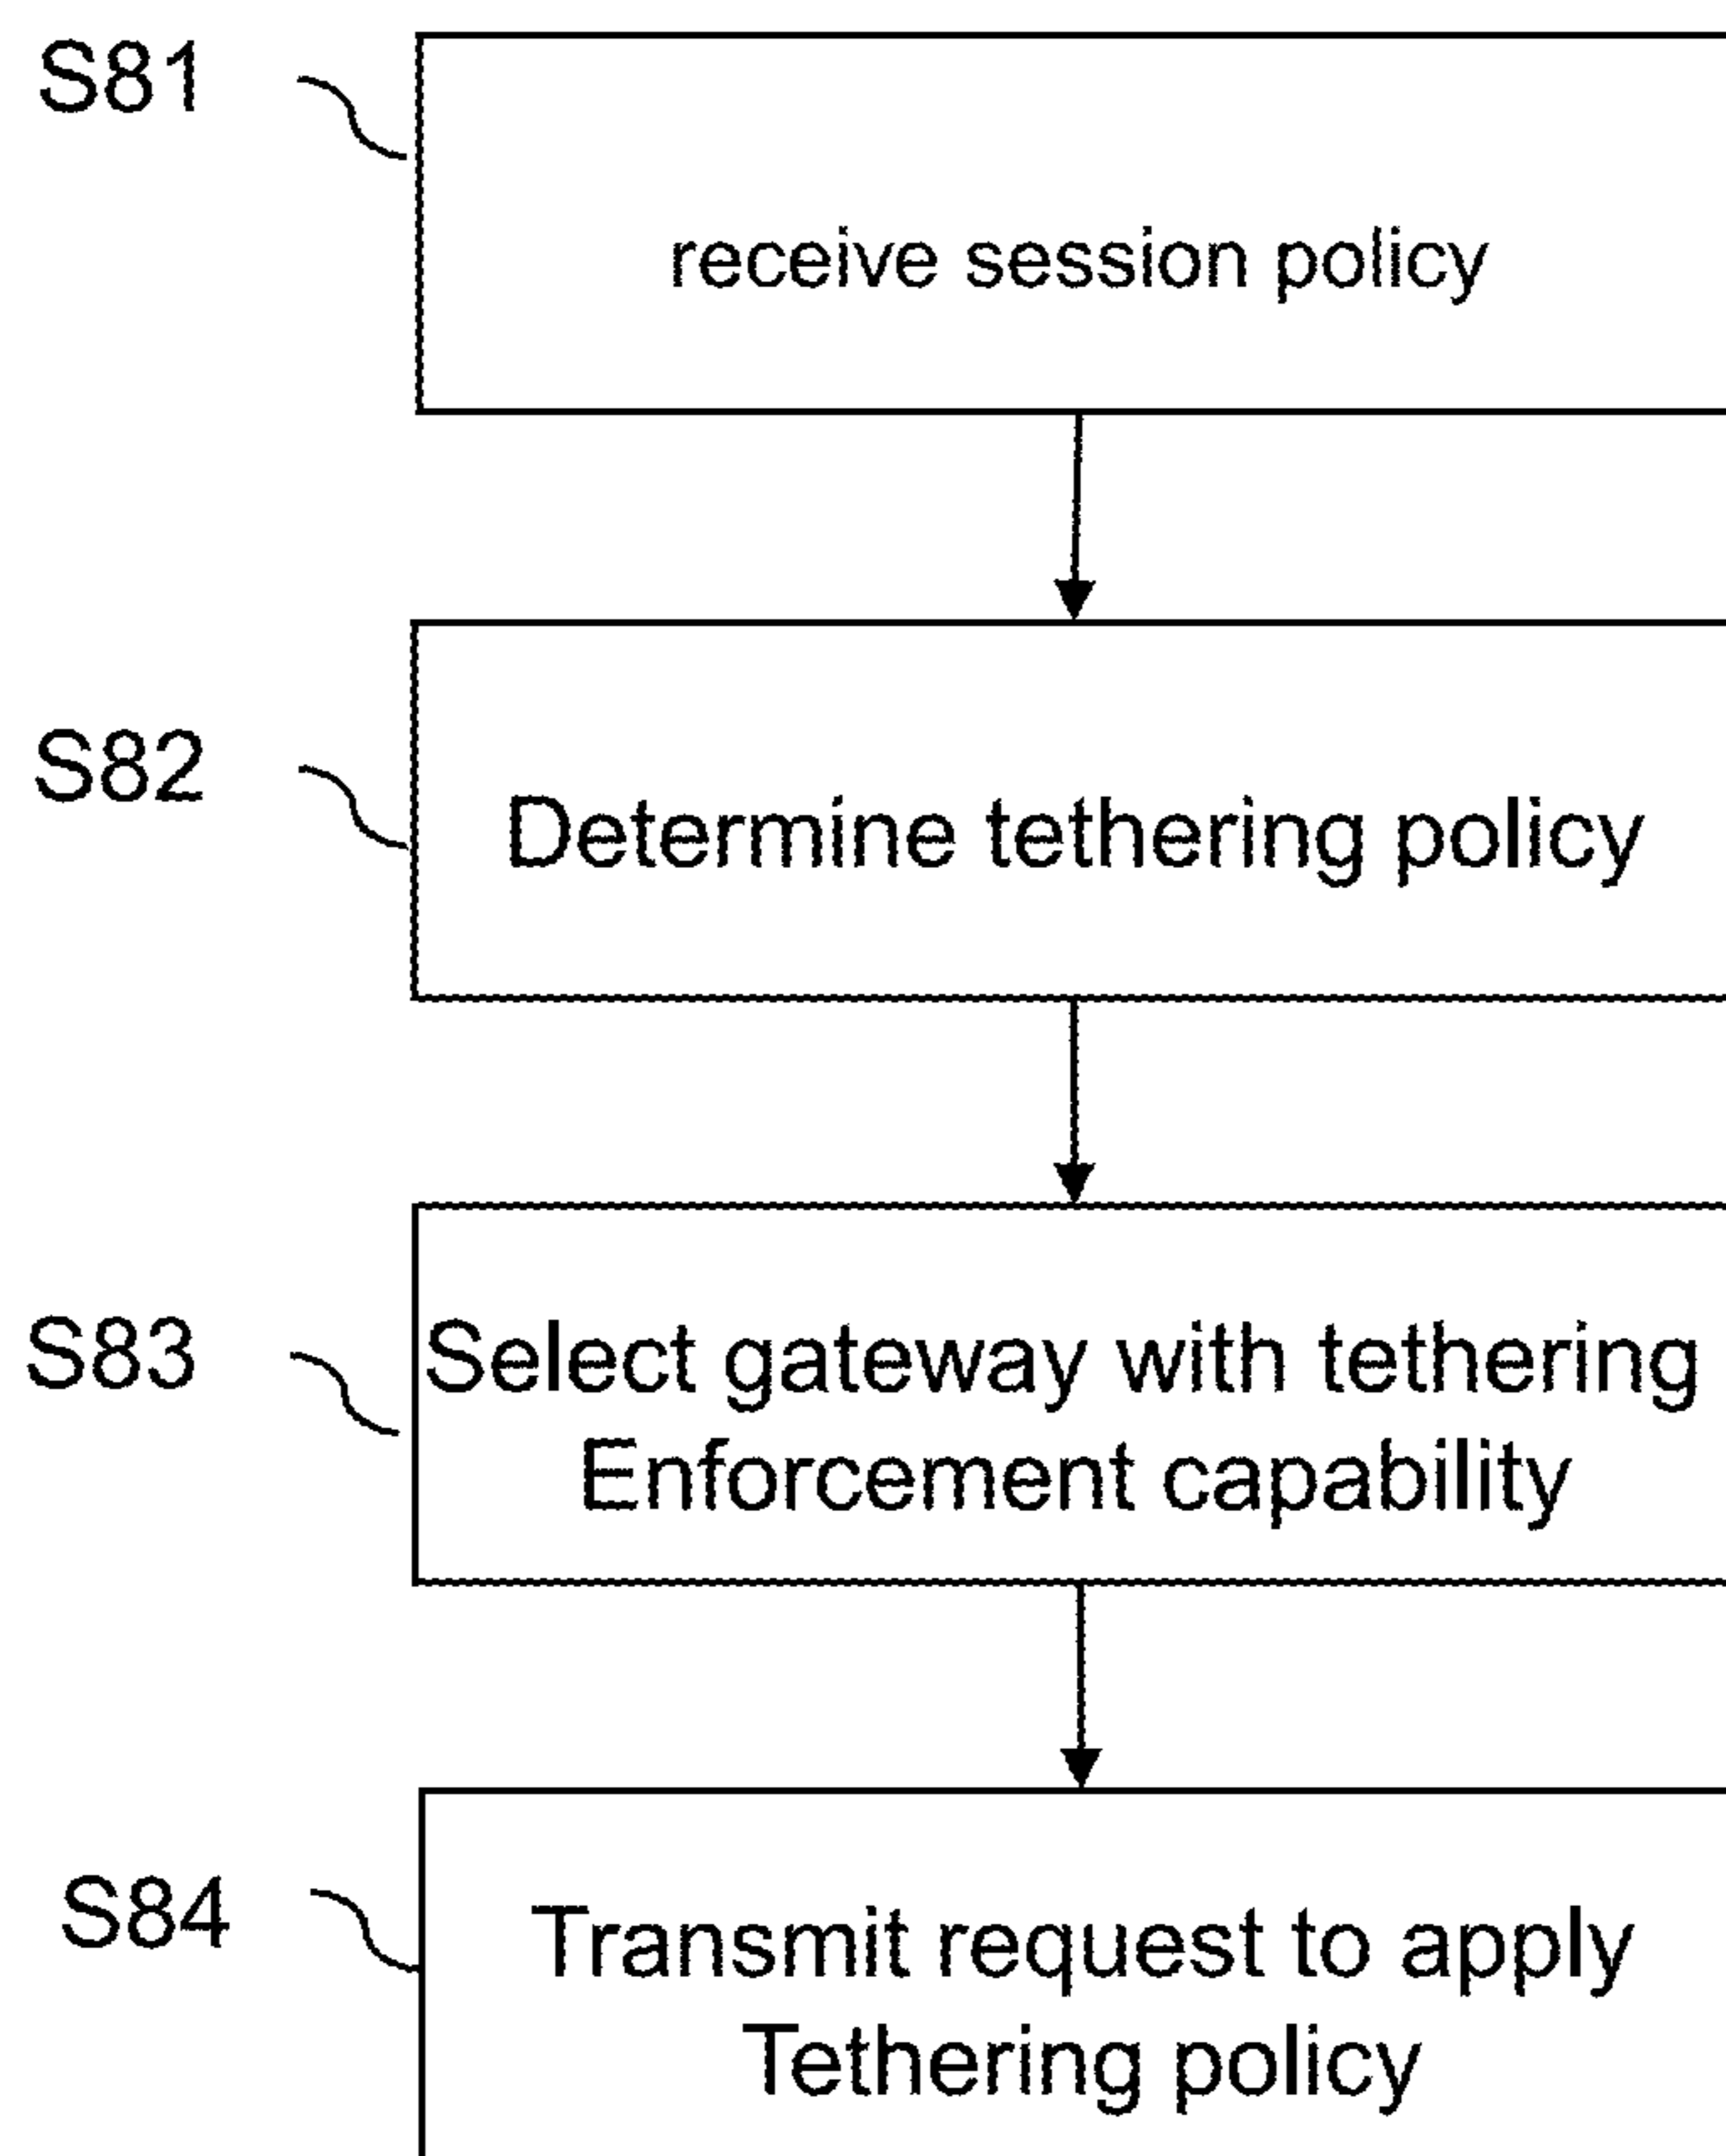 S81
receive session policy
S82
Determine tethering policy
S83
Select gateway with tethering
Enforcement capability
S84
Transmit request to apply
Tethering policy